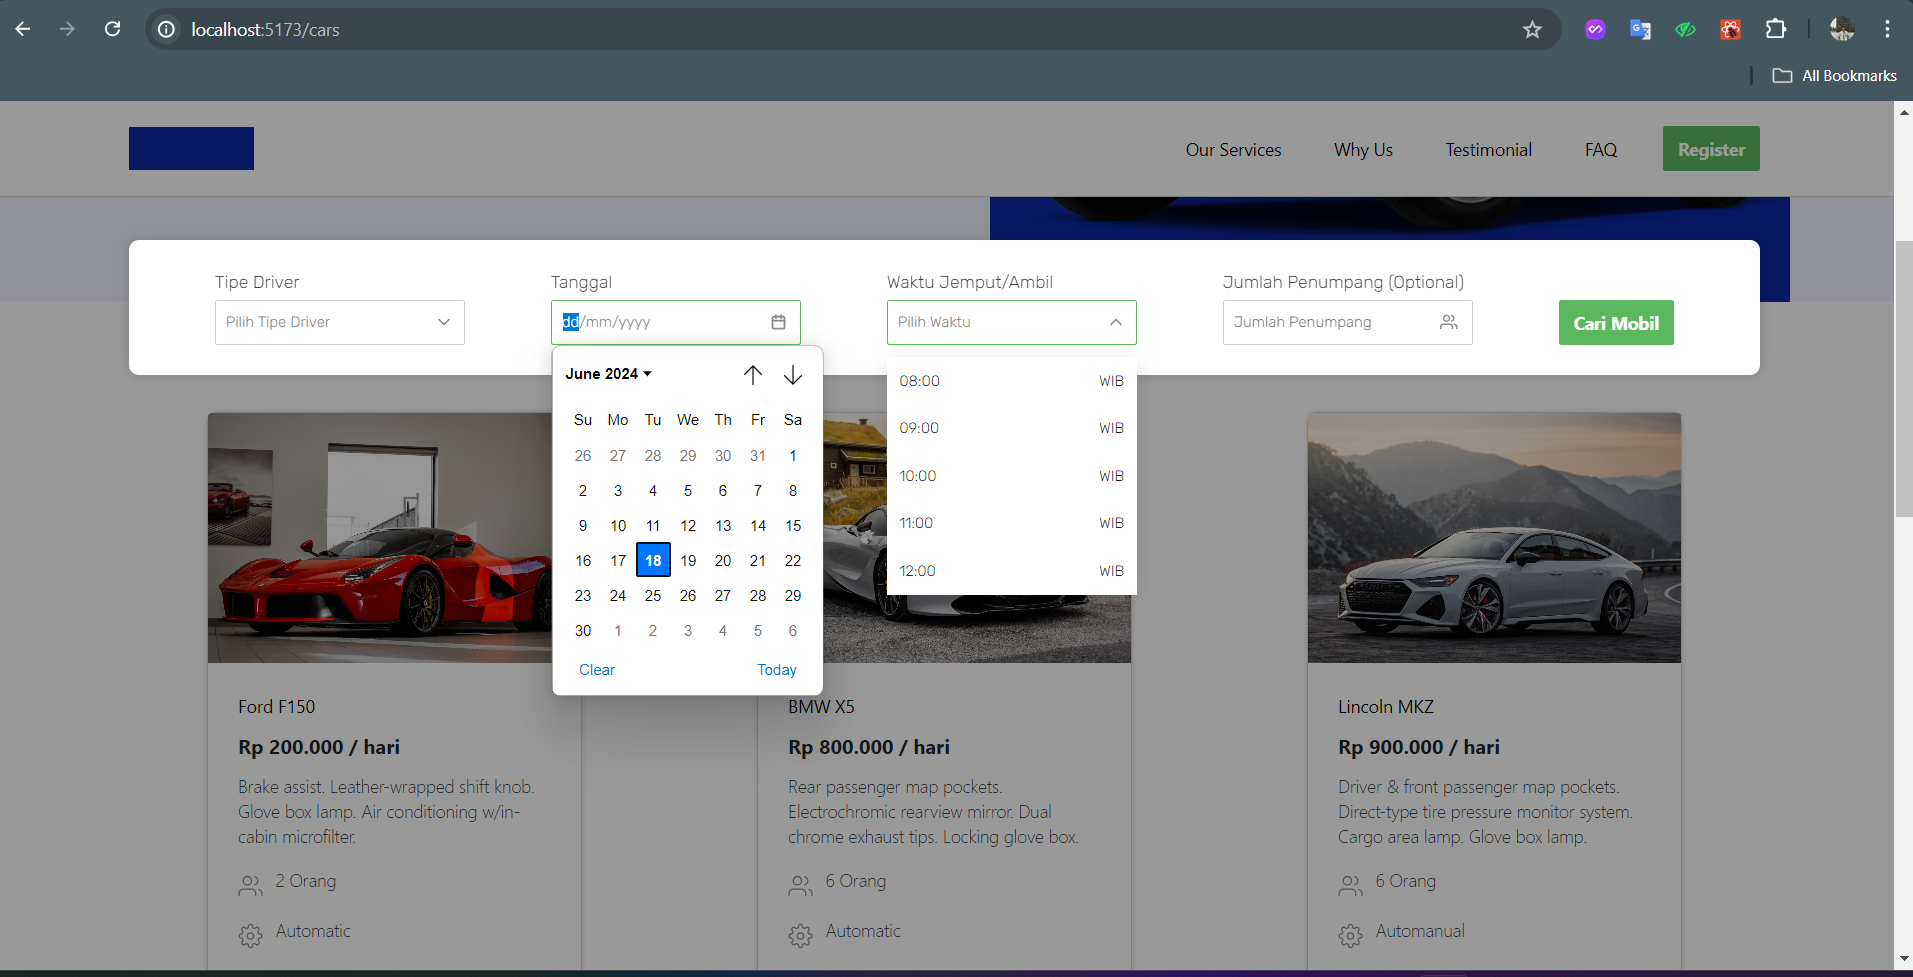 localhost:5173/cars
All Bookmarks
Our Services Why Us Testimonial FAQ Register
Tipe Driver Tanggal Waktu Jemput/Ambil Jumlah Penumpang (Optional)
Pilih Tipe Driver dd/mm/yyyy Pilih Waktu Jumlah Penumpang Cari Mobil
June 2024
Su Mo Tu We Th Fr Sa
26 27 28 29 30 31 1
2 3 4 5 6 7 8
9 10 11 12 13 14 15
16 17 18 19 20 21 22
23 24 25 26 27 28 29
30 1 2 3 4 5 6
Clear Today
08:00 WIB
09:00 WIB
10:00 WIB
11:00 WIB
12:00 WIB
Ford F150
Rp 200.000 / hari
Brake assist. Leather-wrapped shift knob.
Glove box lamp. Air conditioning w/in-
cabin microfilter.
2 Orang
Automatic
BMW X5
Rp 800.000 / hari
Rear passenger map pockets.
Electrochromic rearview mirror. Dual
chrome exhaust tips. Locking glove box.
6 Orang
Automatic
Lincoln MKZ
Rp 900.000 / hari
Driver & front passenger map pockets.
Direct-type tire pressure monitor system.
Cargo area lamp. Glove box lamp.
6 Orang
Automanual